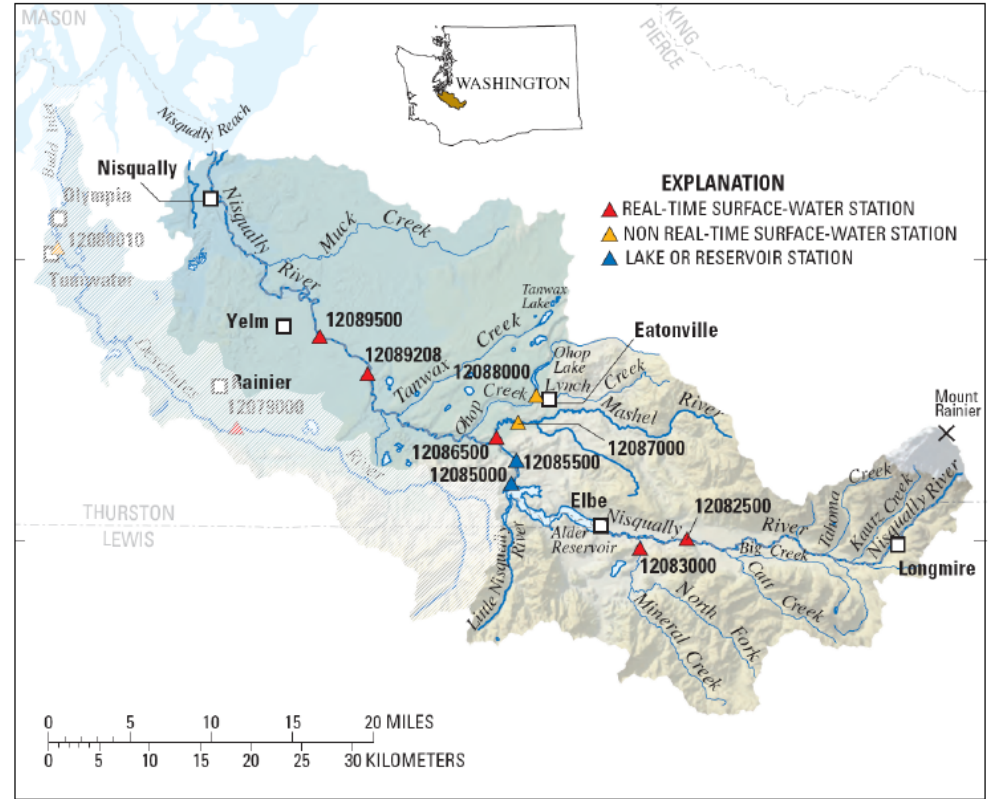 MASON
KING
PIERCE
WASHINGTON
Nisqually Reach
Budd Inlet
Nisqually
Olympia
12080010
Tumwater
Nisqually
River
Muck Creek
EXPLANATION
REAL-TIME SURFACE-WATER STATION
NON REAL-TIME SURFACE-WATER STATION
LAKE OR RESERVOIR STATION
Yelm
12089500
Tanwax
Lake
Eatonville
Deschutes
River
Rainier
12079000
12089208
Tanwax Creek
12088000
Ohop
Lake
Lynch Creek
Ohop Creek
Mashel River
Mount
Rainier
12086500
12087000
12085500
12085000
THURSTON
LEWIS
Elbe
12082500
Nisqually River
Alder
Reservoir
12083000
Little Nisqually
River
Big Creek
Catt
Creek
Tahoma Creek
Kautz Creek
Nisqually River
Longmire
North Fork
Mineral Creek
0 5 10 15 20 MILES
0 5 10 15 20 25 30 KILOMETERS